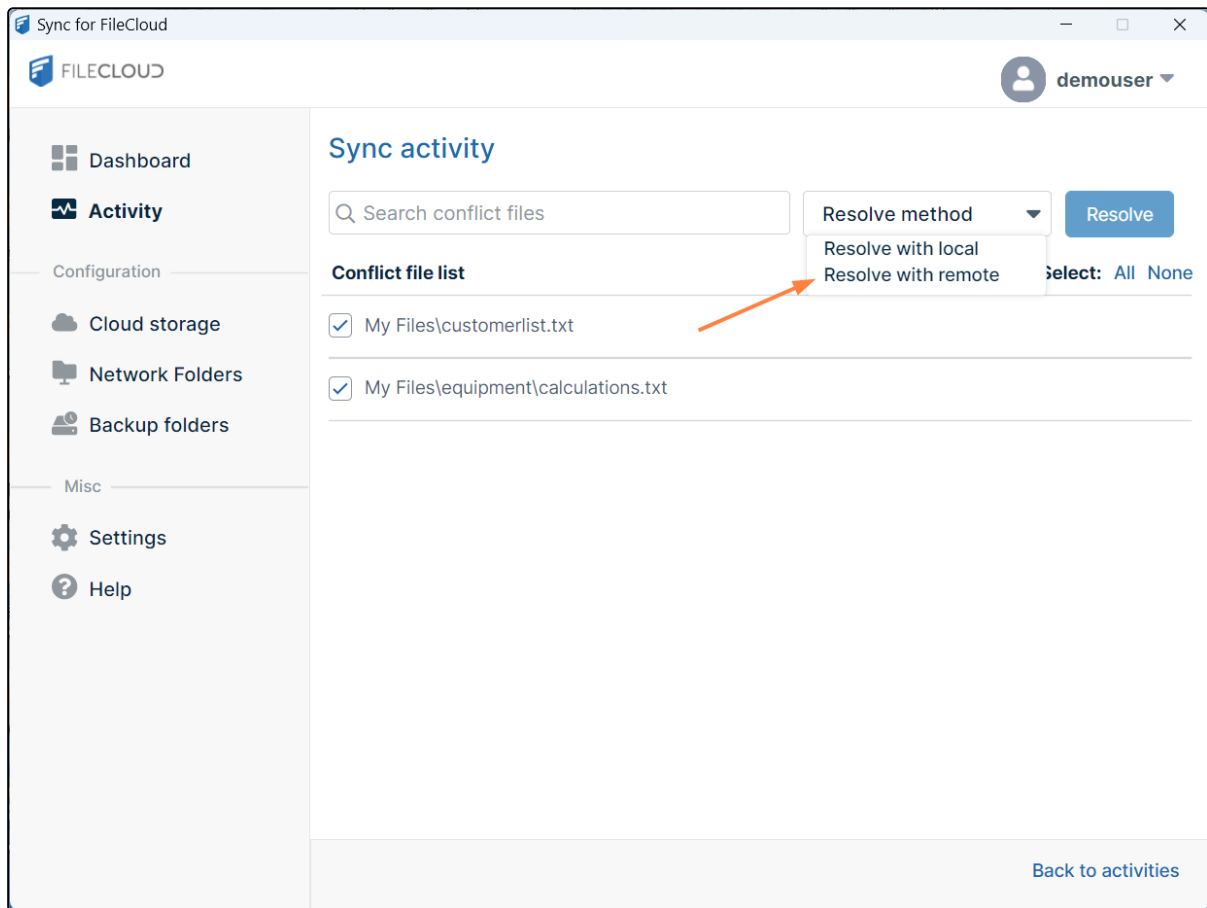 Sync for FileCloud
FILECLOUD
demouser
Dashboard
Activity
Configuration
Cloud storage
Network Folders
Backup folders
Misc
Settings
Help
Sync activity
Search conflict files
Resolve method
Resolve
Resolve with local
Resolve with remote
Conflict file list
Select: All None
My Files\customerlist.txt
My Files\equipment\calculations.txt
Back to activities